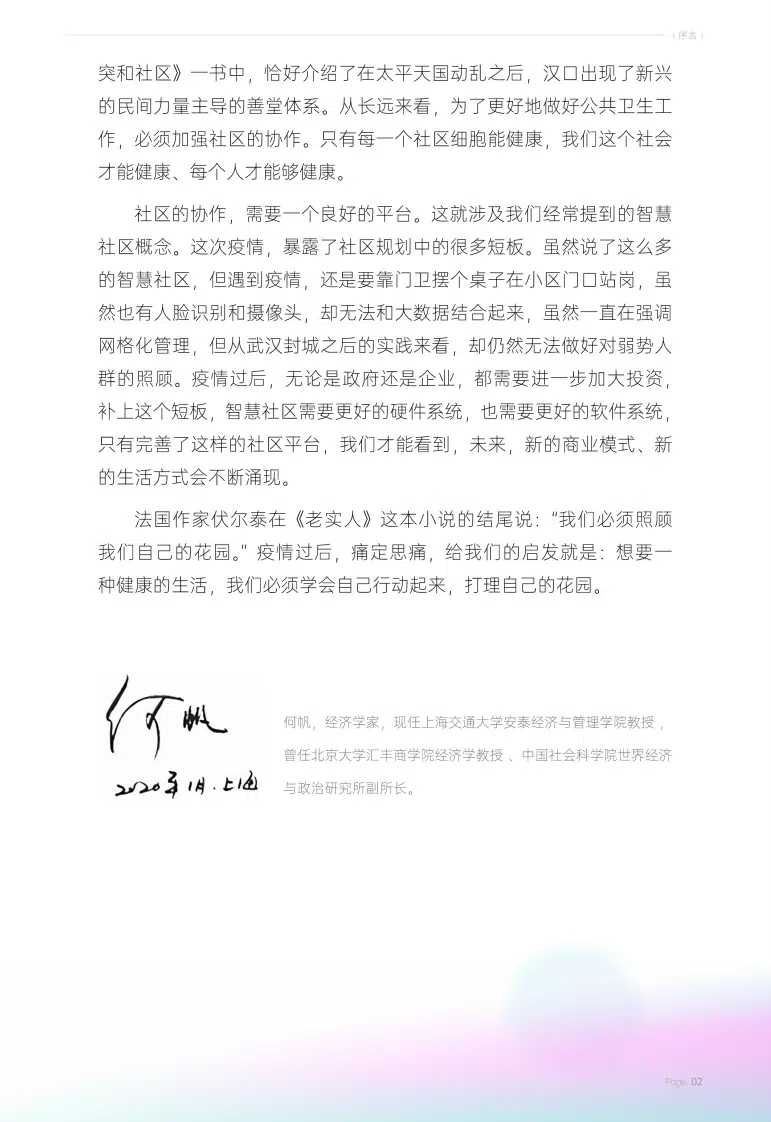 序言
突和社区》一书中，恰好介绍了在太平天国动乱之后，汉口出现了新兴
的民间力量主导的善堂体系。从长远来看，为了更好地做好公共卫生工
作，必须加强社区的协作。只有每一个社区细胞能健康，我们这个社会
才能健康、每个人才能够健康。
社区的协作，需要一个良好的平台。这就涉及我们经常提到的智慧
社区概念。这次疫情，暴露了社区规划中的很多短板。虽然说了这么多
的智慧社区，但遇到疫情，还是要靠门卫摆个桌子在小区门口站岗，虽
然也有人脸识别和摄像头，却无法和大数据结合起来，虽然一直在强调
网格化管理，但从武汉封城之后的实践来看，却仍然无法做好对弱势人
群的照顾。疫情过后，无论是政府还是企业，都需要进一步加大投资，
补上这个短板，智慧社区需要更好的硬件系统，也需要更好的软件系统，
只有完善了这样的社区平台，我们才能看到，未来，新的商业模式、新
的生活方式会不断涌现。
法国作家伏尔泰在《老实人》这本小说的结尾说：“我们必须照顾
我们自己的花园。”疫情过后，痛定思痛，给我们的启发就是：想要一
种健康的生活，我们必须学会自己行动起来，打理自己的花园。
何帆
2020年1月.上海
何帆，经济学家，现任上海交通大学安泰经济与管理学院教授，
曾任北京大学汇丰商学院经济学教授、中国社会科学院世界经济
与政治研究所副所长。
Page. 02